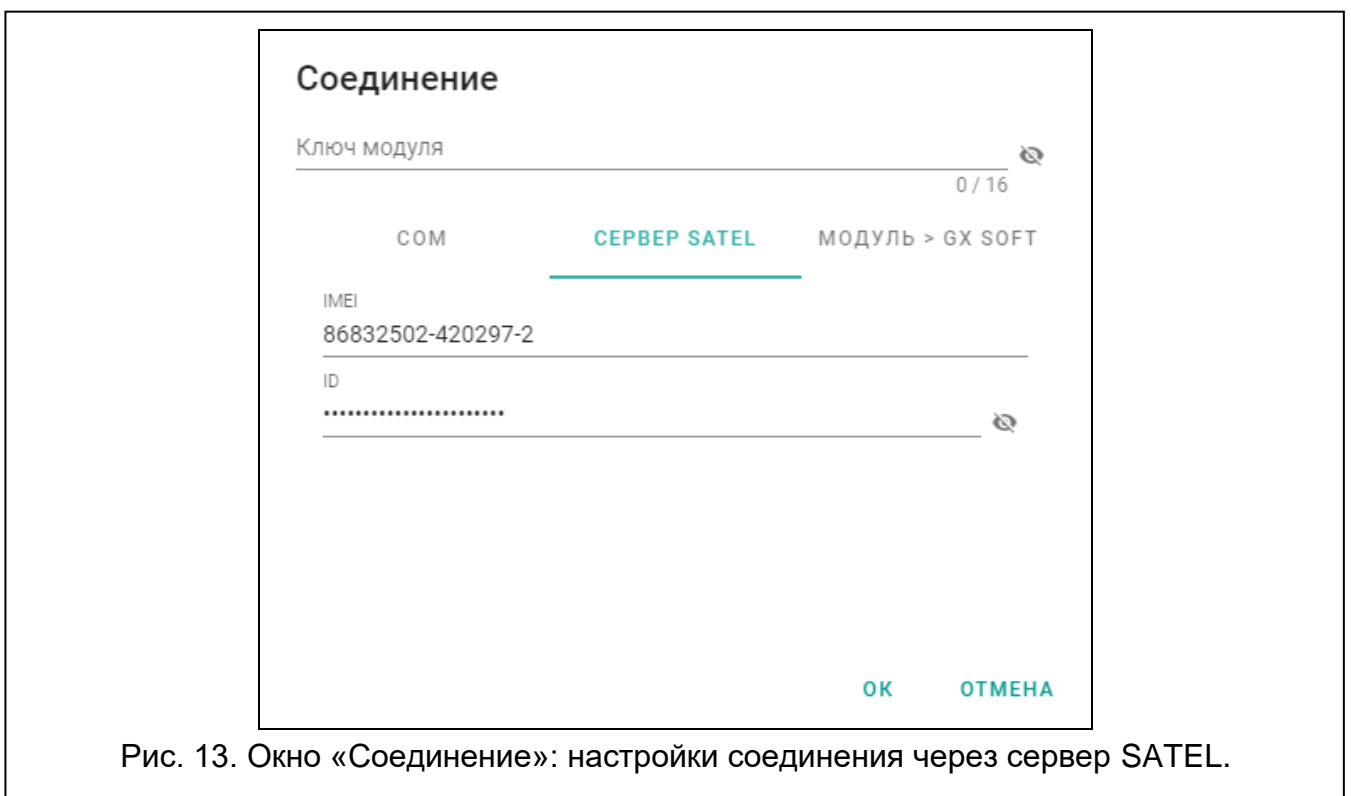 Соединение
Ключ модуля
0 / 16
COM СЕРВЕР SATEL МОДУЛЬ > GX SOFT
IMEI
86832502-420297-2
ID
•••••••••••••••••••••••
ОК ОТМЕНА
Рис. 13. Окно «Соединение»: настройки соединения через сервер SATEL.